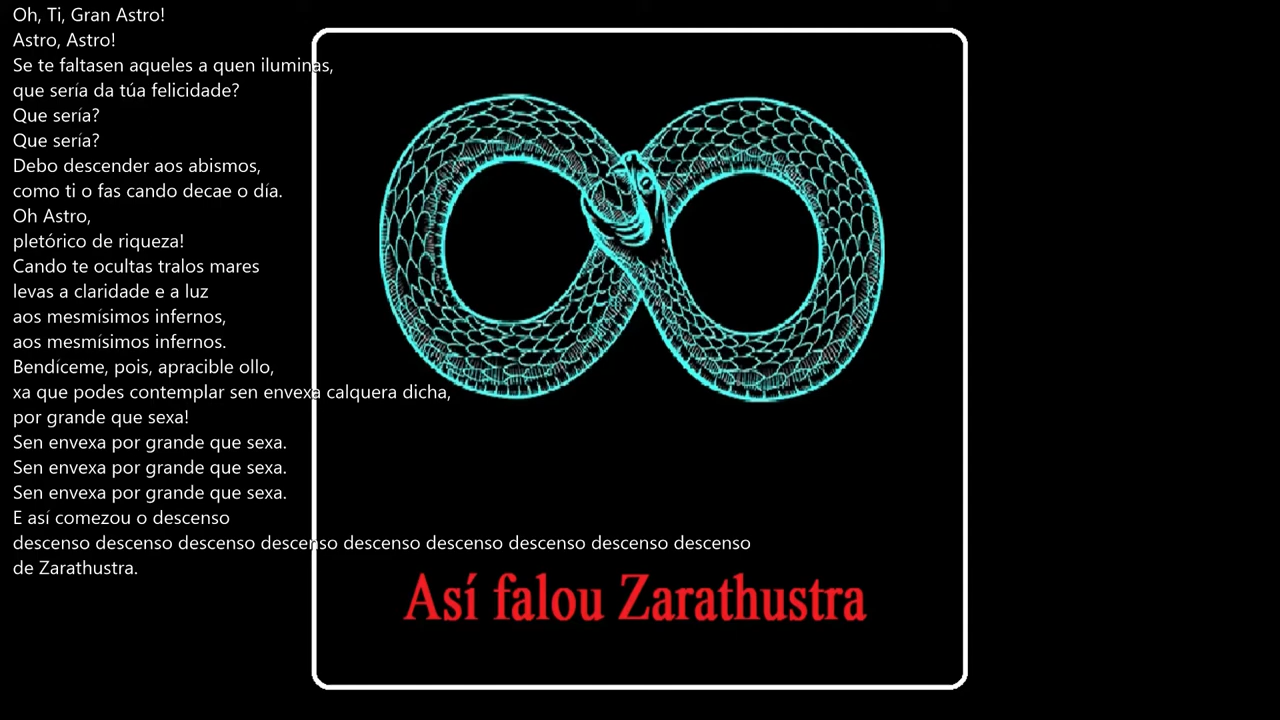 Oh, Ti, Gran Astro!
Astro, Astro!
Se te faltasen aqueles a quen iluminas,
que sería da túa felicidade?
Que sería?
Que sería?
Debo descender aos abismos,
como ti o fas cando decae o día.
Oh Astro,
pletórico de riqueza!
Cando te ocultas tralos mares
levas a claridade e a luz
aos mesmísimos infernos,
aos mesmísimos infernos.
Bendíceme, pois, apracible ollo,
xa que podes contemplar sen envexa calquera dicha,
por grande que sexa!
Sen envexa por grande que sexa.
Sen envexa por grande que sexa.
Sen envexa por grande que sexa.
E así comezou o descenso
descenso descenso descenso descenso descenso descenso descenso descenso descenso
de Zarathustra.
Así falou Zarathustra